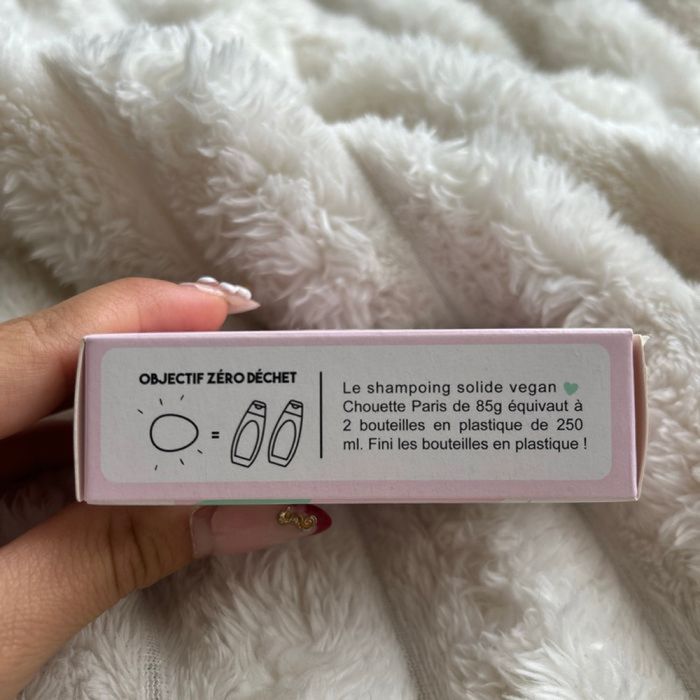 OBJECTIF ZÉRO DÉCHET
=
Le shampoing solide vegan
Chouette Paris de 85g équivaut à
2 bouteilles en plastique de 250
ml. Fini les bouteilles en plastique !